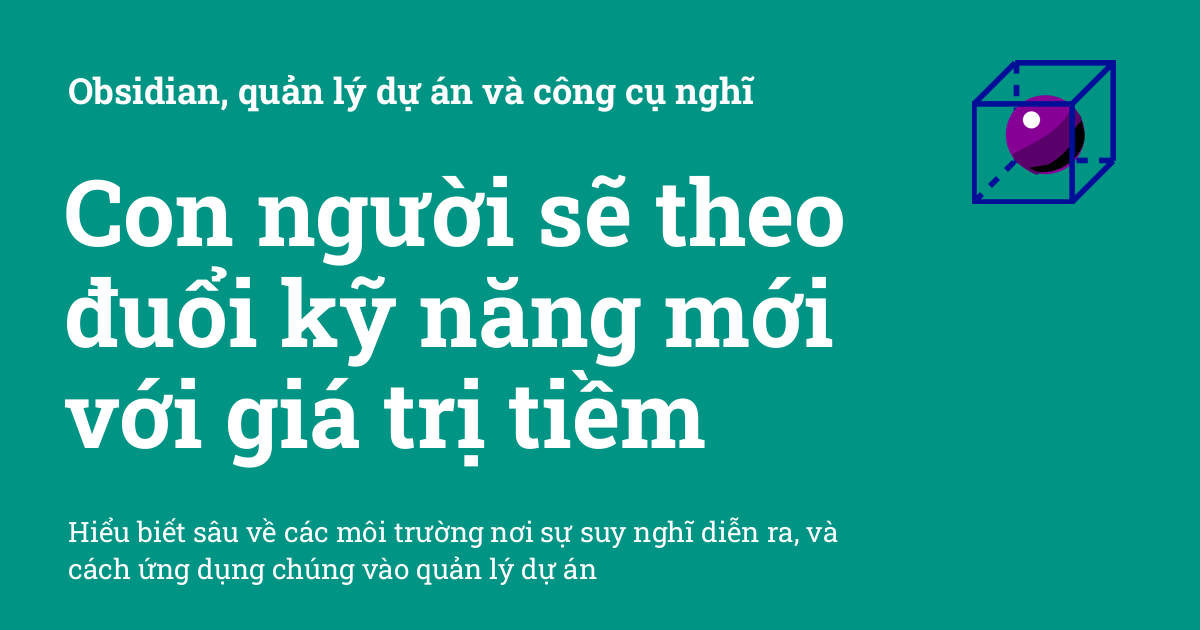 Obsidian, quản lý dự án và công cụ nghĩ
Con người sẽ theo
đuổi kỹ năng mới
với giá trị tiềm
Hiểu biết sâu về các môi trường nơi sự suy nghĩ diễn ra, và
cách ứng dụng chúng vào quản lý dự án